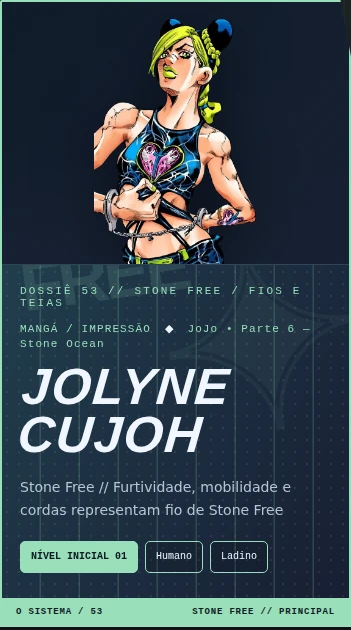 FREE
DOSSIÊ 53 // STONE FREE / FIOS E
TEIAS
MANGÁ / IMPRESSÃO ◆ JoJo • Parte 6 —
Stone Ocean
JOLYNE
CUJOH
Stone Free // Furtividade, mobilidade e
cordas representam fio de Stone Free
NÍVEL INICIAL 01 Humano Ladino
O SISTEMA / 53 STONE FREE // PRINCIPAL